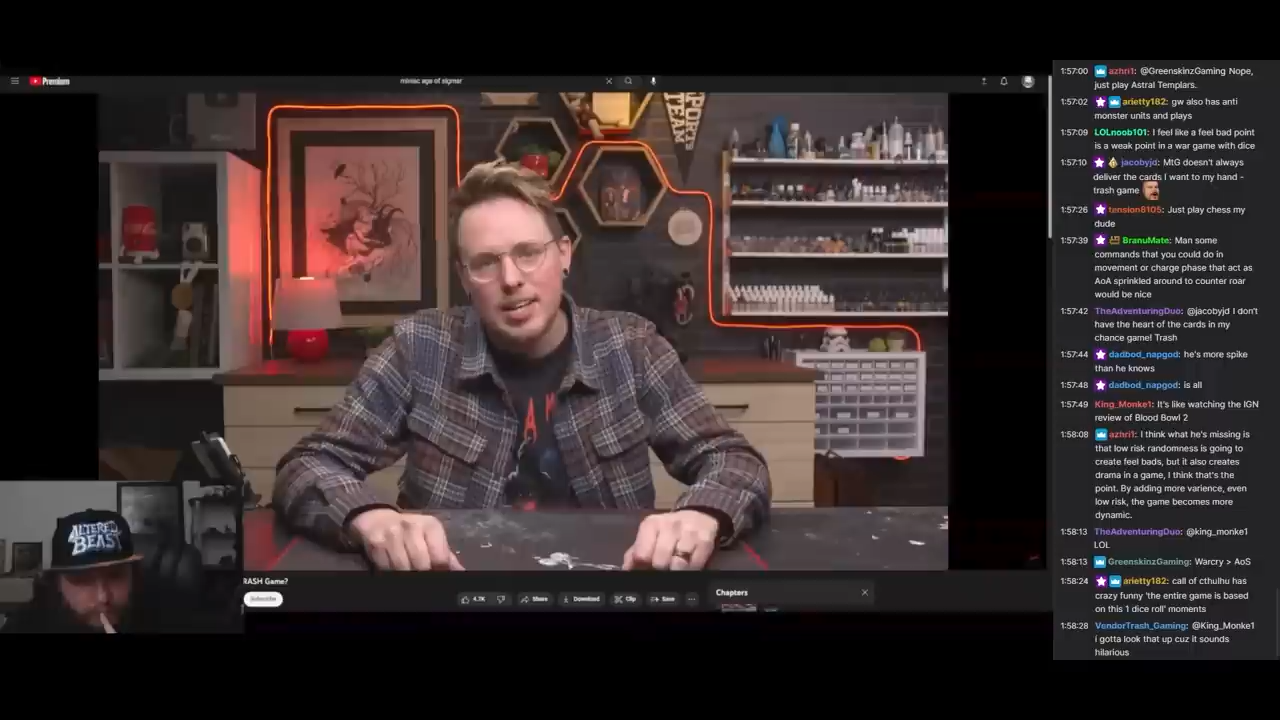 Premium
miniac age of sigmar
SPORTS
TEAM
ALTERED
BEAST
RASH Game?
Subscribe
4.7K
Share
Download
Clip
Save
Chapters
1:57:00 azhri1: @GreenskinzGaming Nope,
just play Astral Templars.
1:57:02 arietty182: gw also has anti
monster units and plays
1:57:09 LOLnoob101: I feel like a feel bad point
is a weak point in a war game with dice
1:57:10 jacobyjd: MtG doesn't always
deliver the cards I want to my hand -
trash game
1:57:26 tension8105: Just play chess my
dude
1:57:39 BranuMate: Man some
commands that you could do in
movement or charge phase that act as
AoA sprinkled around to counter roar
would be nice
1:57:42 TheAdventuringDuo: @jacobyjd I don't
have the heart of the cards in my
chance game! Trash
1:57:44 dadbod_napgod: he's more spike
than he knows
1:57:48 dadbod_napgod: is all
1:57:49 King_Monke1: It's like watching the IGN
review of Blood Bowl 2
1:58:08 azhri1: I think what he's missing is
that low risk randomness is going to
create feel bads, but it also creates
drama in a game, I think that's the
point. By adding more varience, even
low risk, the game becomes more
dynamic.
1:58:13 TheAdventuringDuo: @king_monke1
LOL
1:58:13 GreenskinzGaming: Warcry > AoS
1:58:24 arietty182: call of cthulhu has
crazy funny 'the entire game is based
on this 1 dice roll' moments
1:58:28 VendorTrash_Gaming: @King_Monke1
i gotta look that up cuz it sounds
hilarious